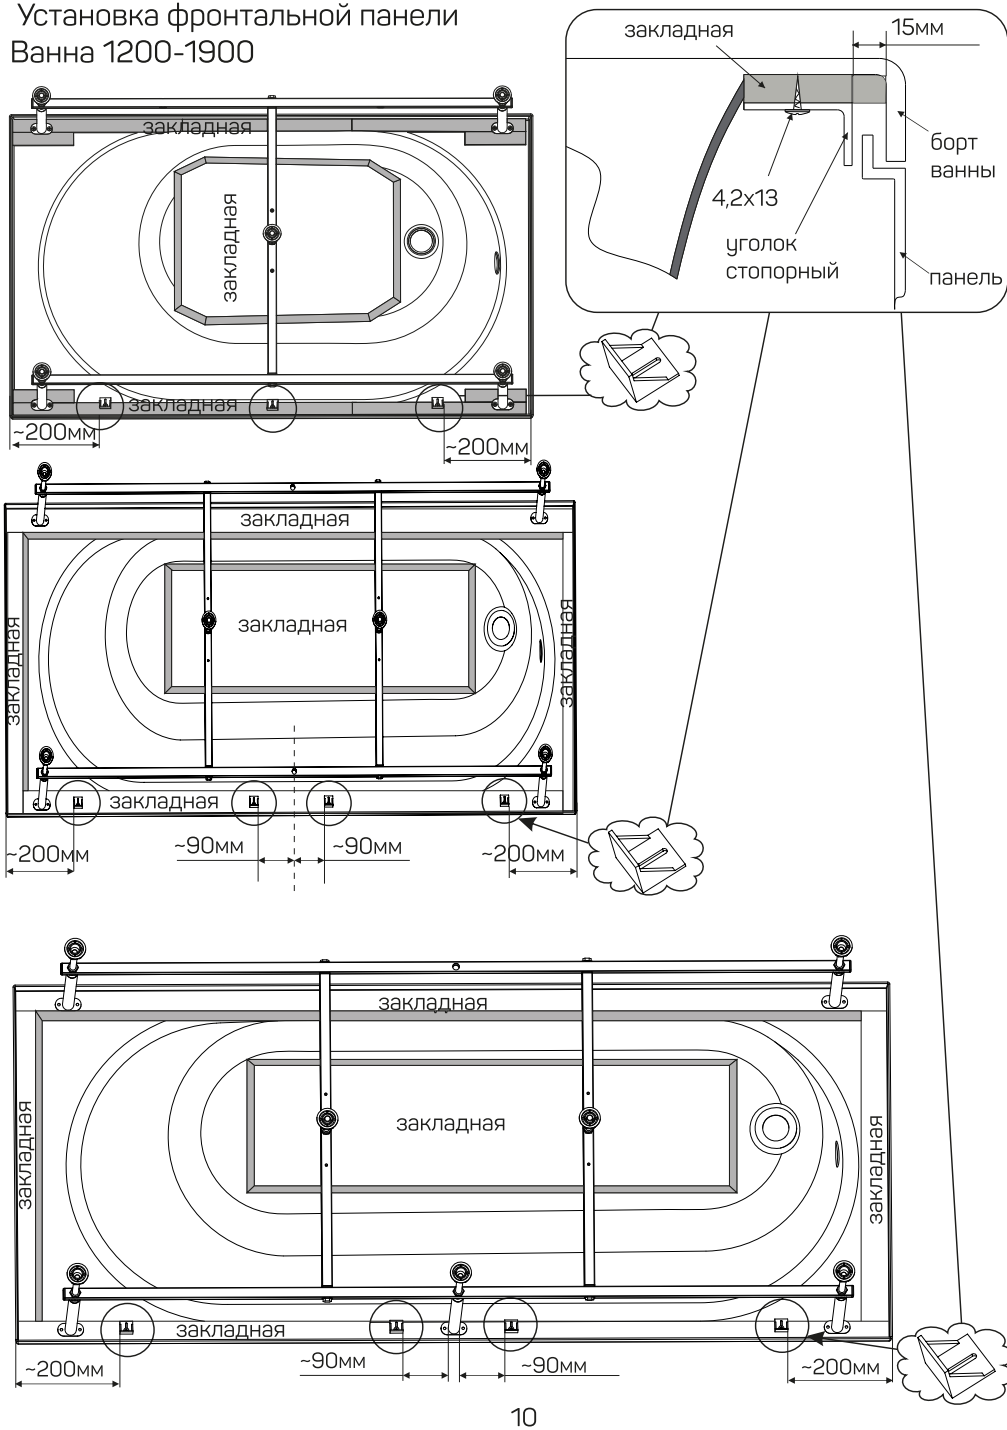 Установка фронтальной панели
Ванна 1200-1900
закладная
15мм
борт
ванны
4,2х13
уголок
стопорный
панель
закладная
закладная
закладная
~200мм
~200мм
закладная
закладная
закладная
закладная
закладная
~200мм
~90мм
~90мм
~200мм
закладная
закладная
закладная
закладная
закладная
~200мм
~90мм
~90мм
~200мм
10